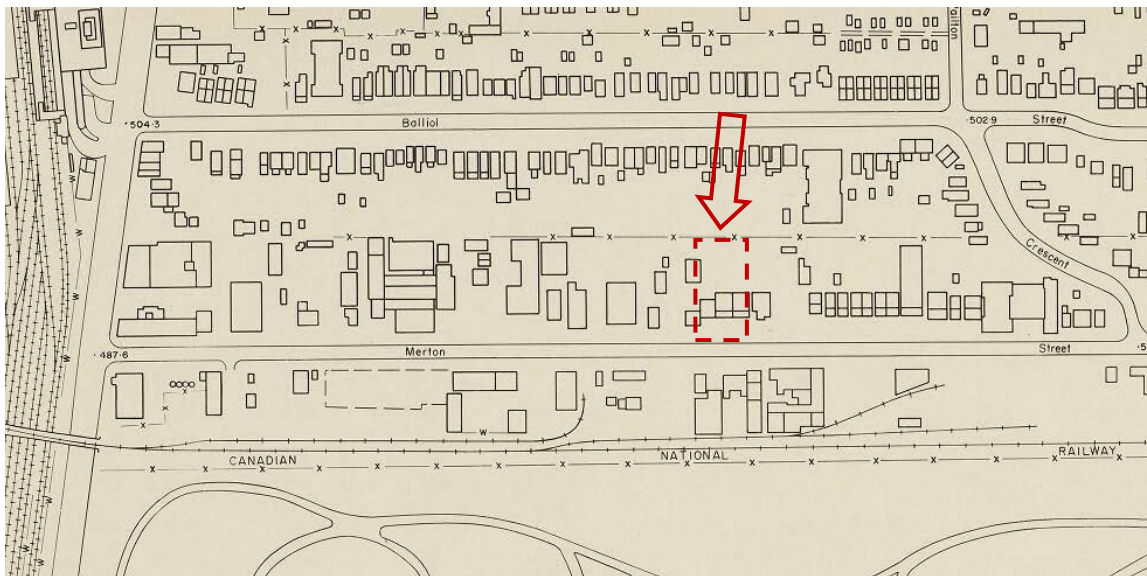 504·3
Balliol
502·9
Street
Crescent
487·6
Merton
Street
CANADIAN
NATIONAL
RAILWAY